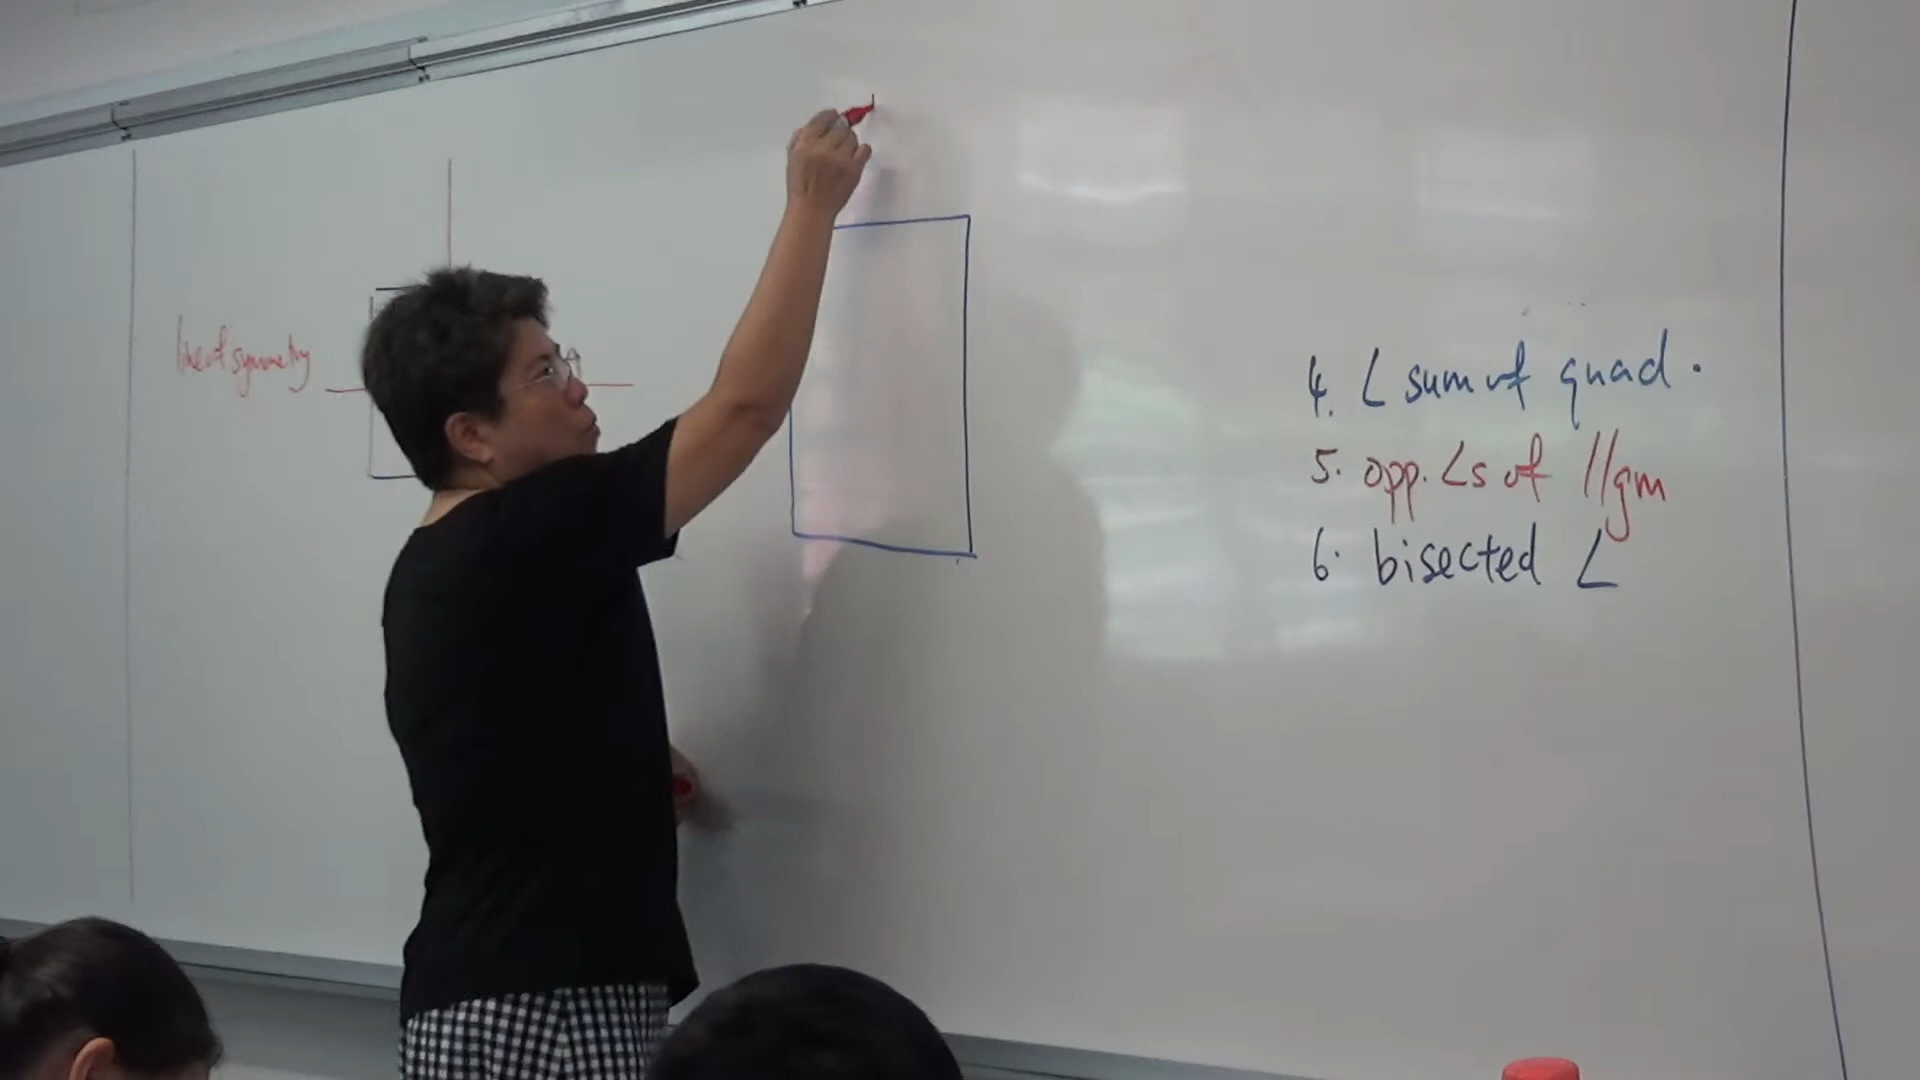 line of symmetry
4. ∠ sum of quad.
5. opp. ∠s of //gm
6. bisected ∠